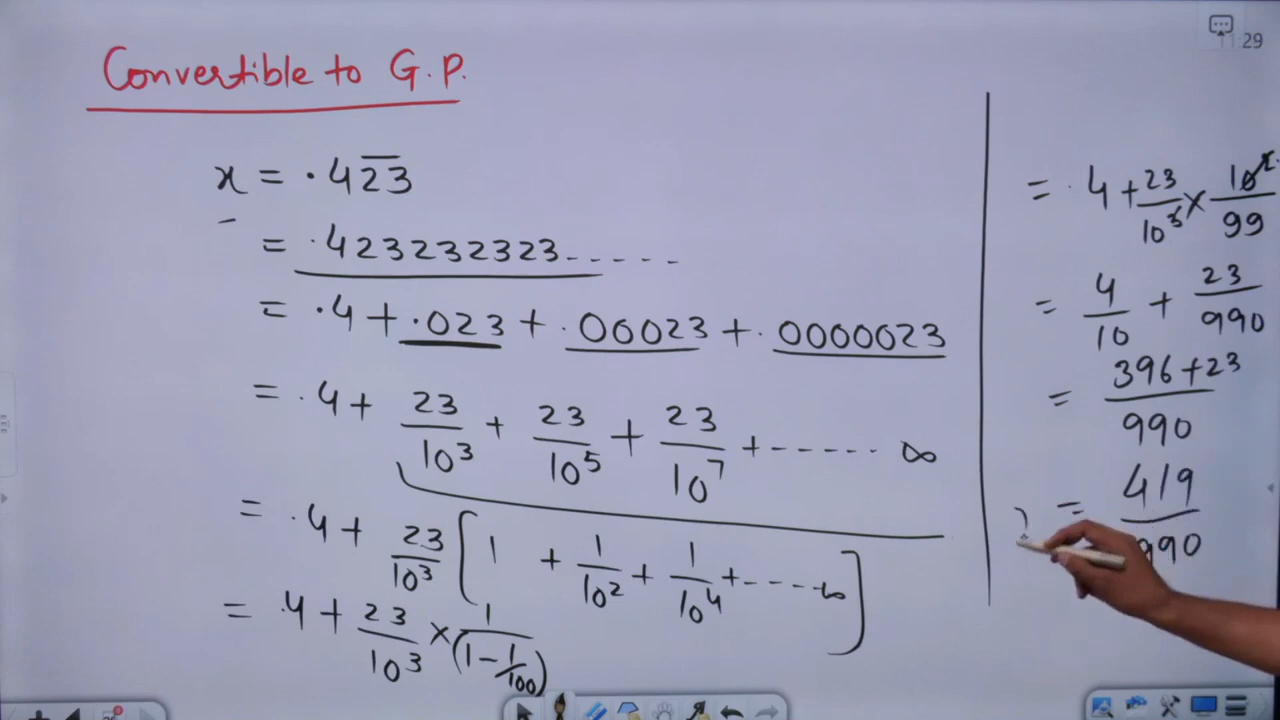 Convertible to G.P.
x = .42̅3̅
= .423232323......
= .4 + .023 + .00023 + .0000023
= .4 + 23/10³ + 23/10⁵ + 23/10⁷ + ------ ∞
= .4 + 23/10³ [1 + 1/10² + 1/10⁴ + ---- ∞]
= .4 + 23/10³ × 1/(1 - 1/100)
11:29
= .4 + 23/10³ × 10²/99
= 4/10 + 23/990
= 396+23/990
= 419/990